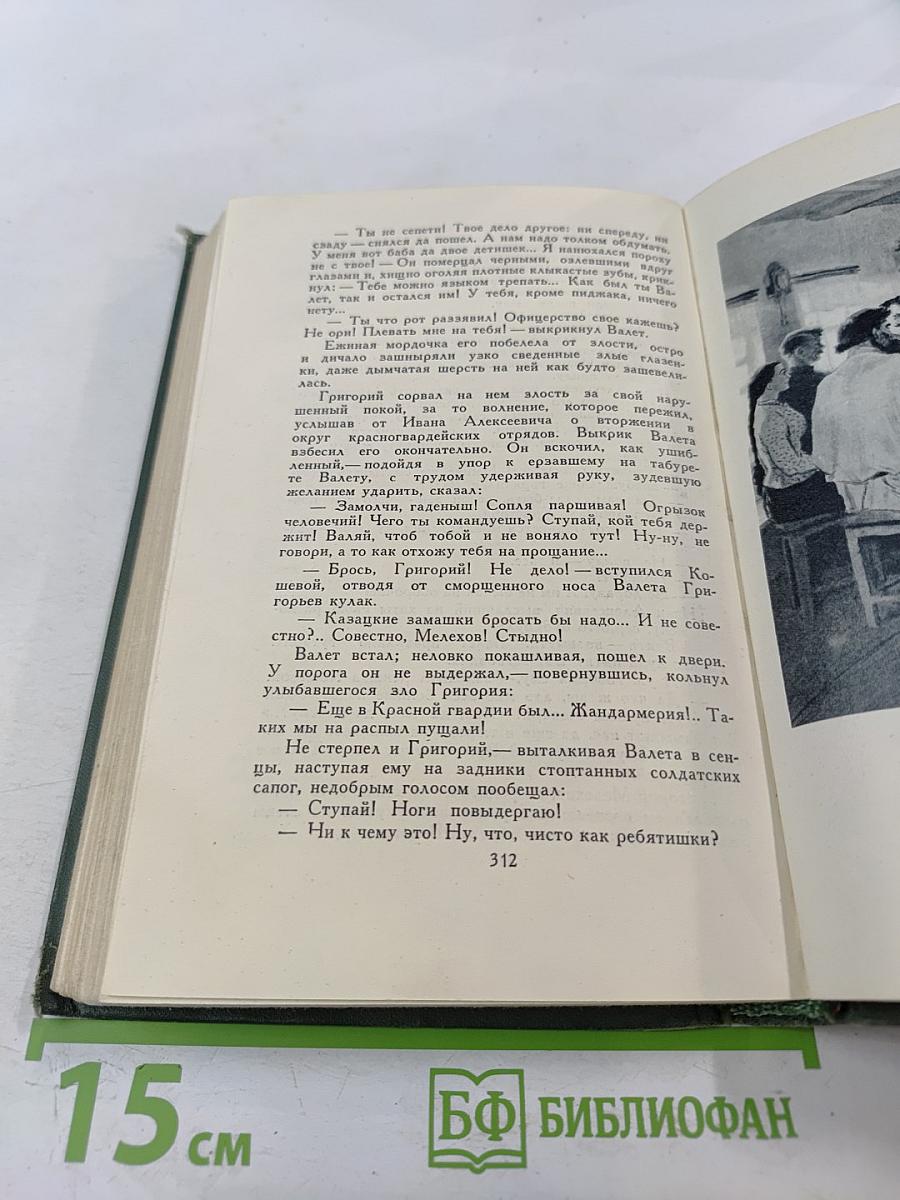 — Ты не сепети! Твое дело другое: ни спереду, ни
сзаду — снялся да пошел. А нам надо толком обдумать.
У меня вот баба да двое детишек... Я нанюхался пороху
не с твое! — Он померцал черными, озлевшими вдруг
глазами и, хищно оголяя плотные клыкастые зубы, крик-
нул: — Тебе можно языком трепать... Как был ты Ва-
лет, так и остался им! У тебя, кроме пиджака, ничего
нету...
— Ты что рот раззявил! Офицерство свое кажешь?
Не ори! Плевать мне на тебя! — выкрикнул Валет.
Ежиная мордочка его побелела от злости, остро
и дичало зашныряли узко сведенные злые глазен-
ки, даже дымчатая шерсть на ней как будто зашевели-
лась.
Григорий сорвал на нем злость за свой нару-
шенный покой, за то волнение, которое пережил,
услышав от Ивана Алексеевича о вторжении в
округ красногвардейских отрядов. Выкрик Валета
взбесил его окончательно. Он вскочил, как ушиб-
ленный,— подойдя в упор к ерзавшему на табуре-
те Валету, с трудом удерживая руку, зудевшую
желанием ударить, сказал:
— Замолчи, гаденыш! Сопля паршивая! Огрызок
человечий! Чего ты командуешь? Ступай, кой тебя дер-
жит! Валяй, чтоб тобой и не воняло тут! Ну-ну, не
говори, а то как отхожу тебя на прощание...
— Брось, Григорий! Не дело! — вступился Ко-
шевой, отводя от сморщенного носа Валета Гри-
горьев кулак.
— Казацкие замашки бросать бы надо... И не сове-
стно?.. Совестно, Мелехов! Стыдно!
Валет встал; неловко покашливая, пошел к двери.
У порога он не выдержал,— повернувшись, кольнул
улыбавшегося зло Григория:
— Еще в Красной гвардии был... Жандармерия!.. Та-
ких мы на распыл пущали!
Не стерпел и Григорий,— выталкивая Валета в сен-
цы, наступая ему на задники стоптанных солдатских
сапог, недобрым голосом пообещал:
— Ступай! Ноги повыдергаю!
— Ни к чему это! Ну, что, чисто как ребятишки?
312
15 см
БФ БИБЛИОФАН